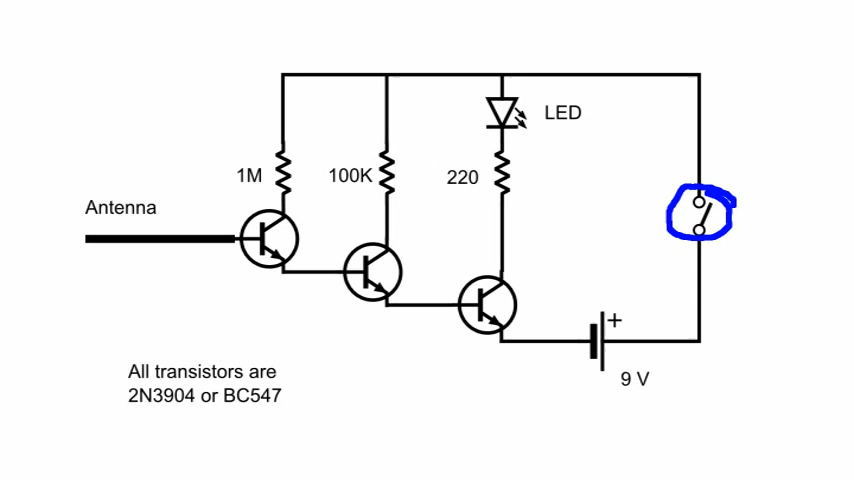 LED
1M
100K
220
Antenna
+
All transistors are
2N3904 or BC547
9 V